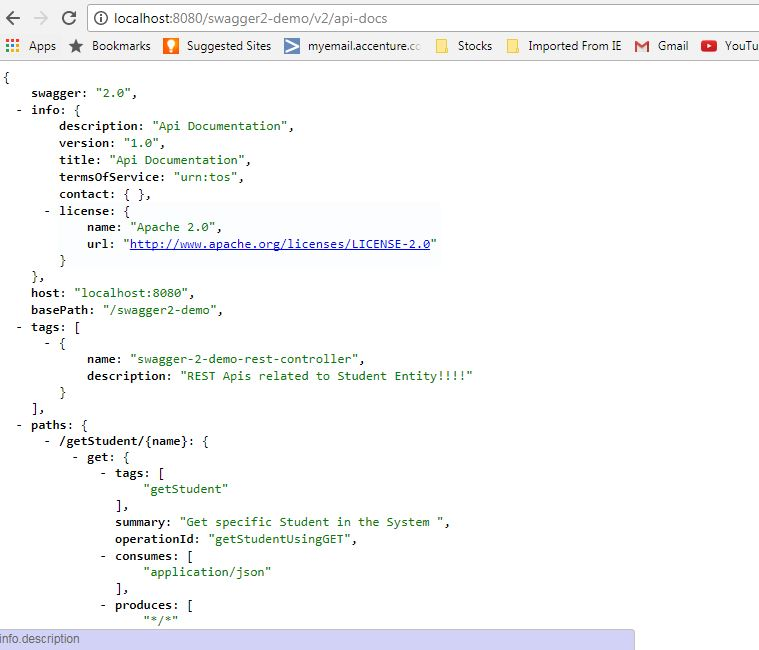 localhost:8080/swagger2-demo/v2/api-docs
Apps Bookmarks Suggested Sites myemail.accenture.co Stocks Imported From IE Gmail YouTu
{
swagger: "2.0",
- info: {
description: "Api Documentation",
version: "1.0",
title: "Api Documentation",
termsOfService: "urn:tos",
contact: { },
- license: {
name: "Apache 2.0",
url: "http://www.apache.org/licenses/LICENSE-2.0"
}
},
host: "localhost:8080",
basePath: "/swagger2-demo",
- tags: [
- {
name: "swagger-2-demo-rest-controller",
description: "REST Apis related to Student Entity!!!!"
}
],
- paths: {
- /getStudent/{name}: {
- get: {
- tags: [
"getStudent"
],
summary: "Get specific Student in the System ",
operationId: "getStudentUsingGET",
- consumes: [
"application/json"
],
- produces: [
"*/*"
info.description